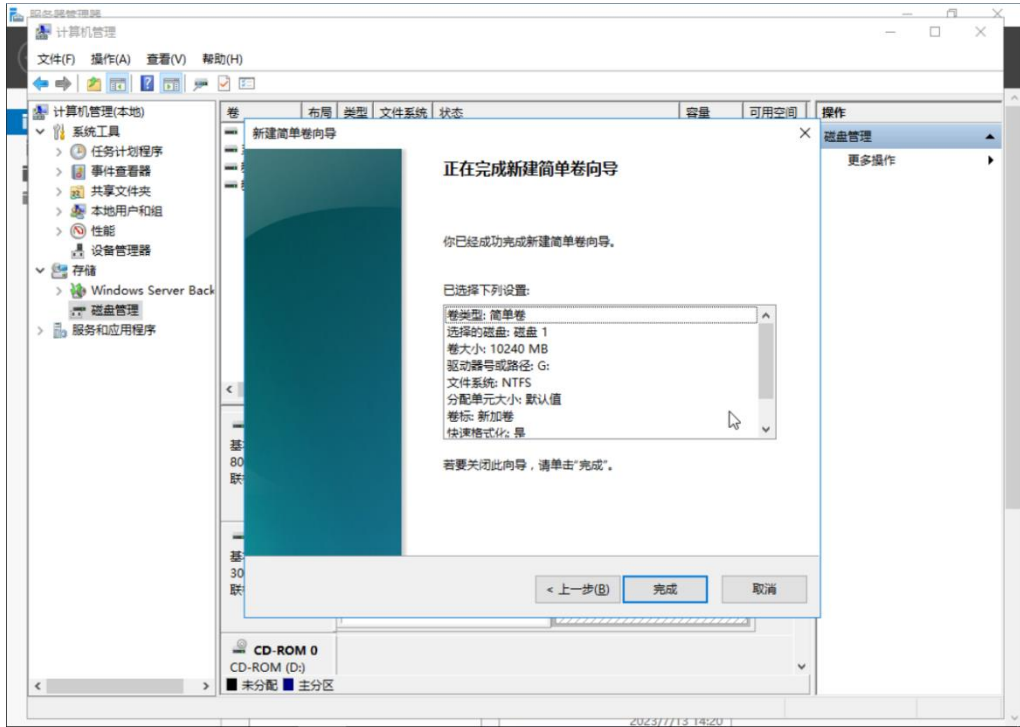 服务器管理器
计算机管理
文件(F) 操作(A) 查看(V) 帮助(H)
计算机管理(本地)
系统工具
任务计划程序
事件查看器
共享文件夹
本地用户和组
性能
设备管理器
存储
Windows Server Back
磁盘管理
服务和应用程序
卷 布局 类型 文件系统 状态 容量 可用空间
操作
磁盘管理
更多操作
新建简单卷向导
正在完成新建简单卷向导
你已经成功完成新建简单卷向导。
已选择下列设置:
卷类型: 简单卷
选择的磁盘: 磁盘 1
卷大小: 10240 MB
驱动器号或路径: G:
文件系统: NTFS
分配单元大小: 默认值
卷标: 新加卷
快速格式化: 是
若要关闭此向导，请单击"完成"。
< 上一步(B) 完成 取消
基
80
联
基
30
联
CD-ROM 0
CD-ROM (D:)
未分配 主分区
2023/7/13 14:20